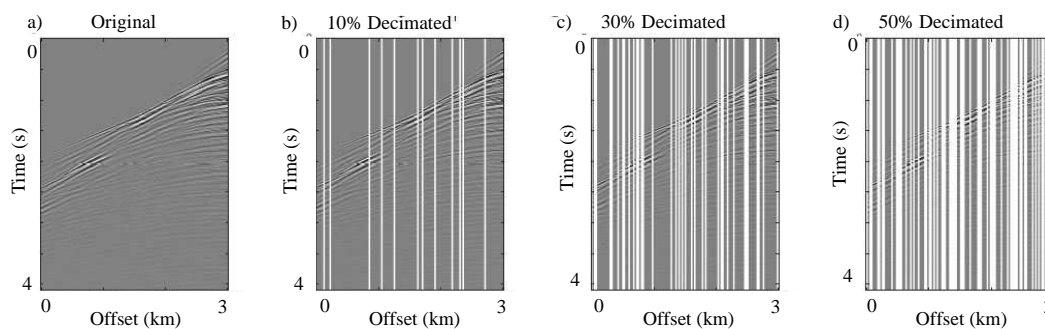 a) Original
b) 10% Decimated
c) 30% Decimated
d) 50% Decimated
0
0
0
0
Time (s)
Time (s)
Time (s)
Time (s)
4
4
4
4
0 3
0 3
0 3
0 3
Offset (km)
Offset (km)
Offset (km)
Offset (km)